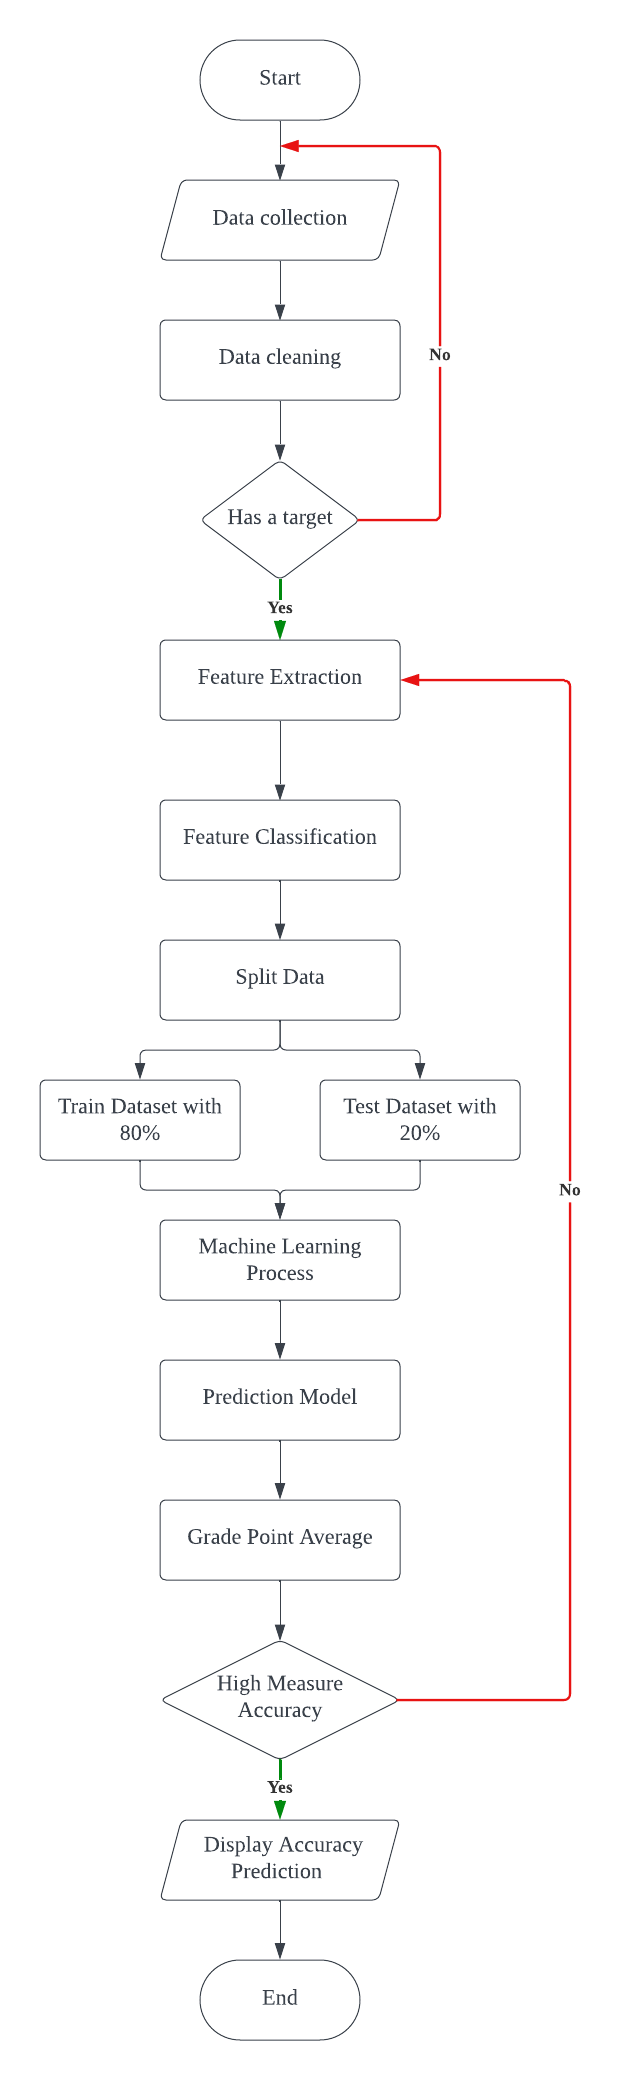 Start
Data collection
Data cleaning
No
Has a target
Yes
Feature Extraction
Feature Classification
Split Data
Train Dataset with
80%
Test Dataset with
20%
No
Machine Learning
Process
Prediction Model
Grade Point Average
High Measure
Accuracy
Yes
Display Accuracy
Prediction
End